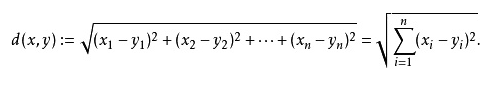 d(x, y) := √((x₁ − y₁)² + (x₂ − y₂)² + ⋯ + (xₙ − yₙ)²) = √(∑ᵢ₌₁ⁿ (xᵢ − yᵢ)²).